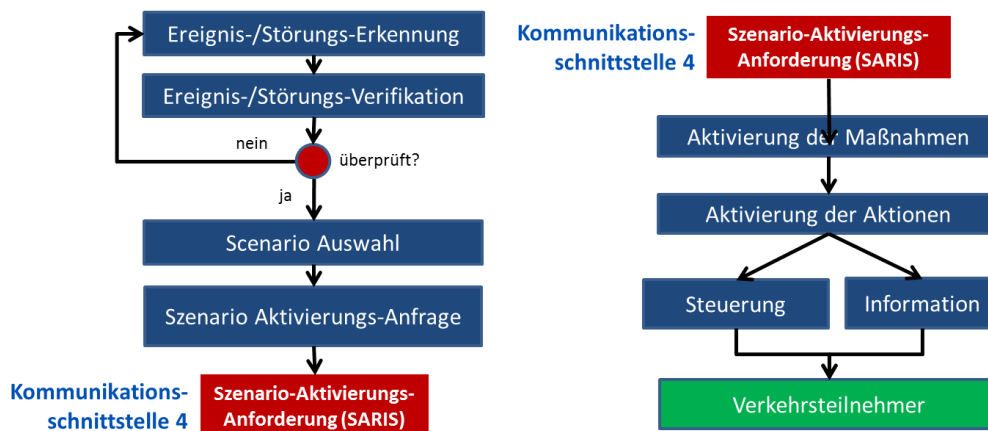 Ereignis-/Störungs-Erkennung
Ereignis-/Störungs-Verifikation
nein
überprüft?
ja
Scenario Auswahl
Szenario Aktivierungs-Anfrage
Kommunikations-
schnittstelle 4
Szenario-Aktivierungs-
Anforderung (SARIS)
Kommunikations-
schnittstelle 4
Szenario-Aktivierungs-
Anforderung (SARIS)
Aktivierung der Maßnahmen
Aktivierung der Aktionen
Steuerung
Information
Verkehrsteilnehmer